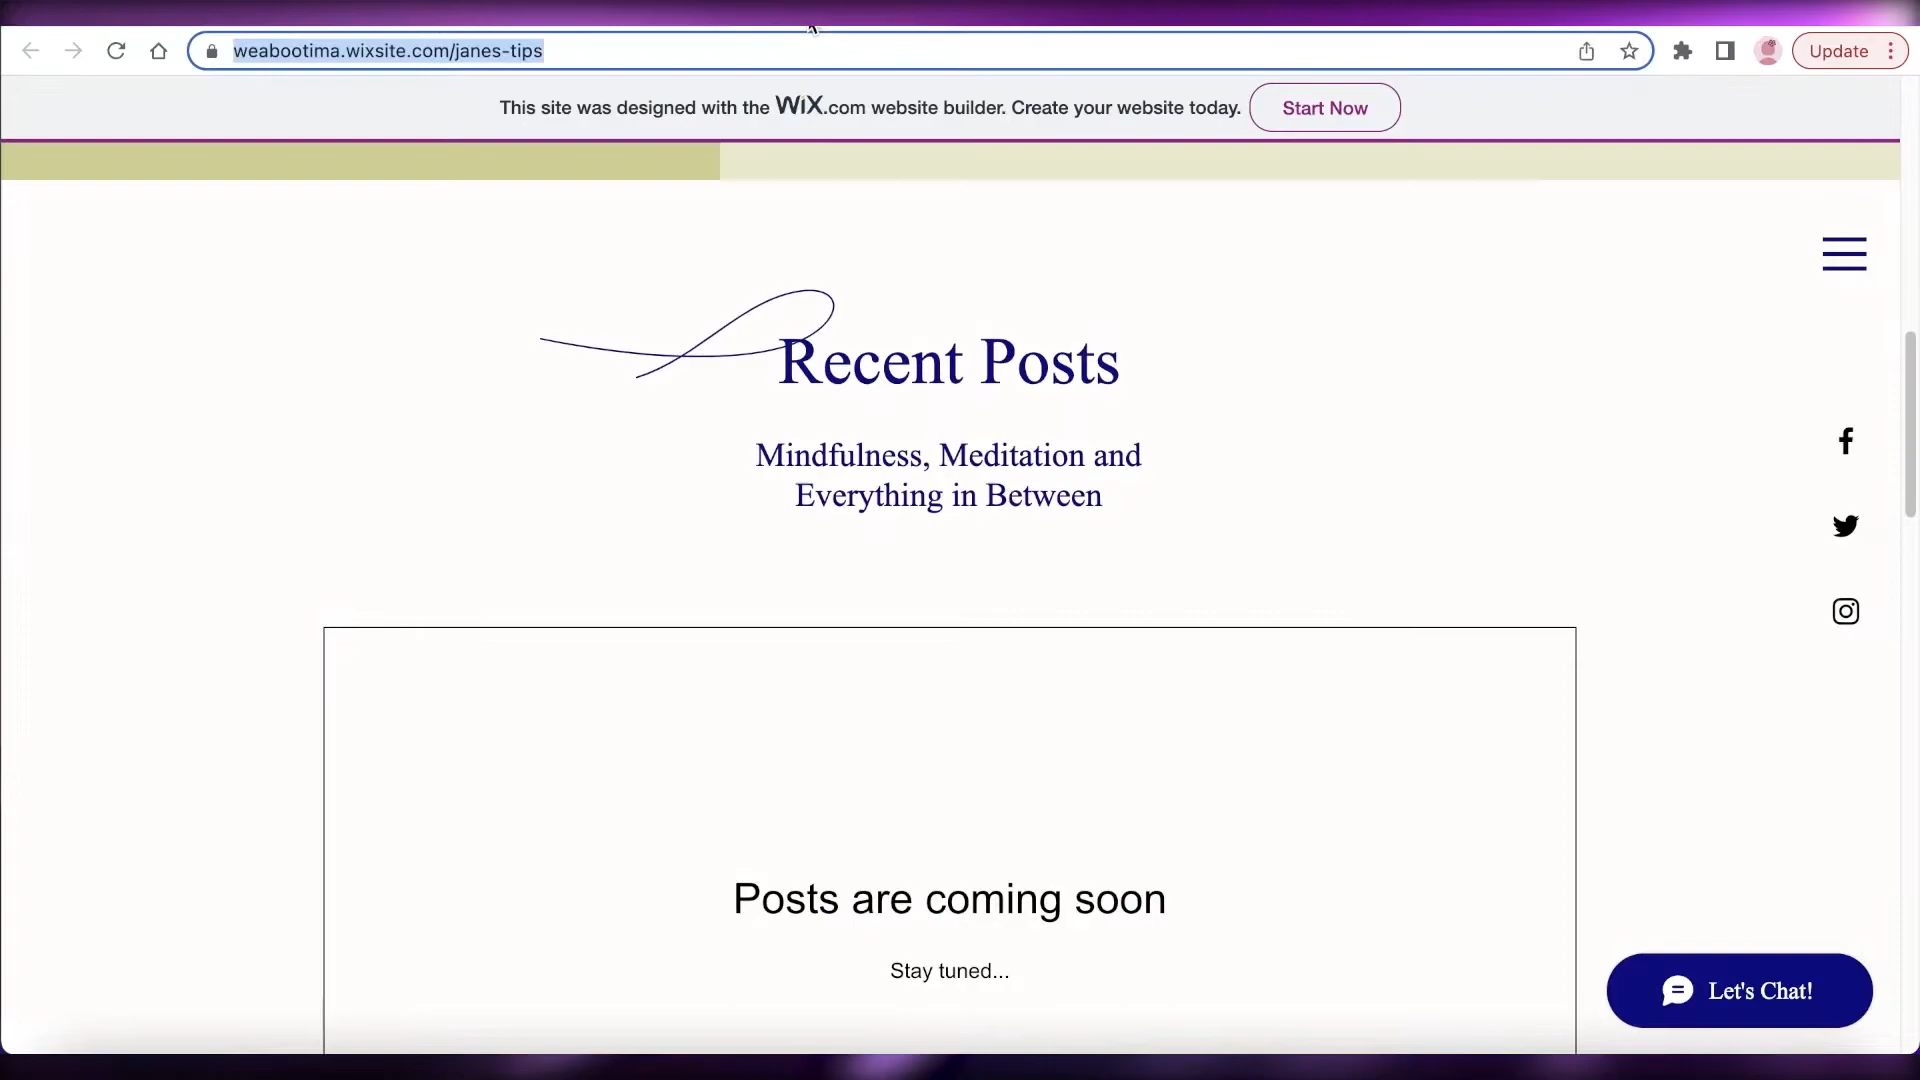 weabootima.wixsite.com/janes-tips
Update
This site was designed with the WiX.com website builder. Create your website today.
Start Now
Recent Posts
Mindfulness, Meditation and
Everything in Between
Posts are coming soon
Stay tuned...
Let's Chat!